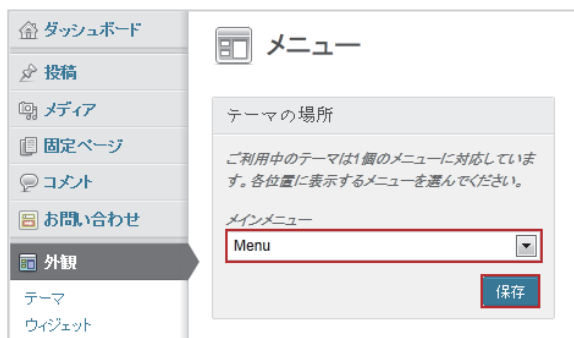 ダッシュボード
投稿
メディア
固定ページ
コメント
お問い合わせ
外観
テーマ
ウィジェット
メニュー
テーマの場所
ご利用中のテーマは1個のメニューに対応していま
す。各位置に表示するメニューを選んでください。
メインメニュー
Menu
保存